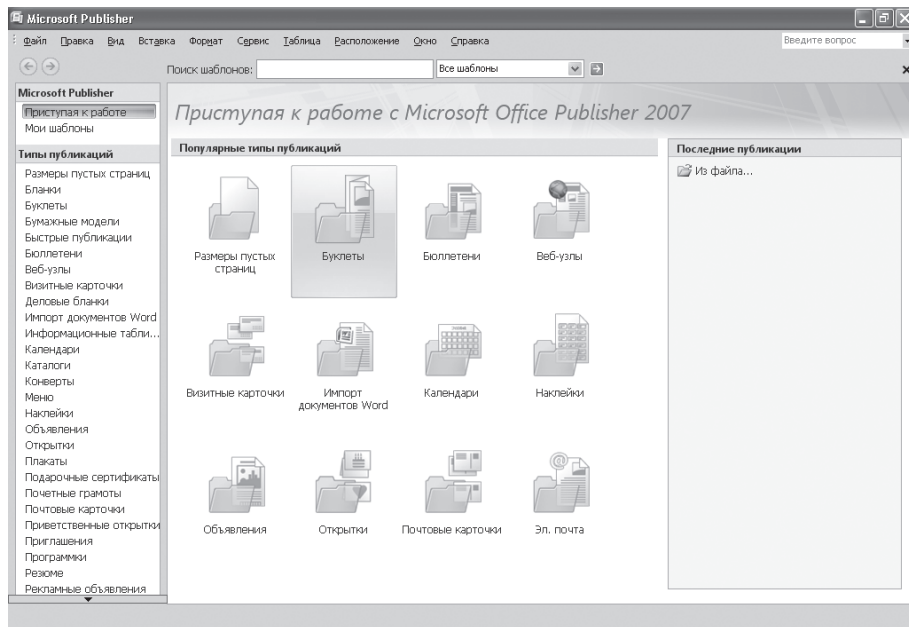 Microsoft Publisher
Файл Правка Вид Вставка Формат Сервис Таблица Расположение Окно Справка
Введите вопрос
Поиск шаблонов:
Все шаблоны
Microsoft Publisher
Приступая к работе
Мои шаблоны
Типы публикаций
Размеры пустых страниц
Бланки
Буклеты
Бумажные модели
Быстрые публикации
Бюллетени
Веб-узлы
Визитные карточки
Деловые бланки
Импорт документов Word
Информационные табли...
Календари
Каталоги
Конверты
Меню
Наклейки
Объявления
Открытки
Плакаты
Подарочные сертификаты
Почетные грамоты
Почтовые карточки
Приветственные открытки
Приглашения
Программки
Резюме
Рекламные объявления
Приступая к работе с Microsoft Office Publisher 2007
Популярные типы публикаций
Размеры пустых
страниц
Буклеты
Бюллетени
Веб-узлы
Визитные карточки
Импорт
документов Word
Календари
Наклейки
Объявления
Открытки
Почтовые карточки
Эл. почта
Последние публикации
Из файла...